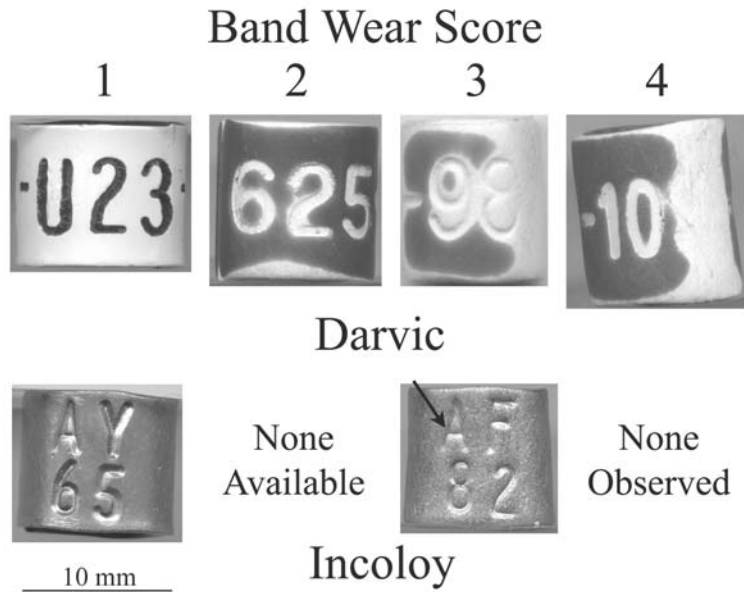 Band Wear Score
1 2 3 4
U23 625 98 10
Darvic
AY None A None
65 Available 82 Observed
10 mm Incoloy